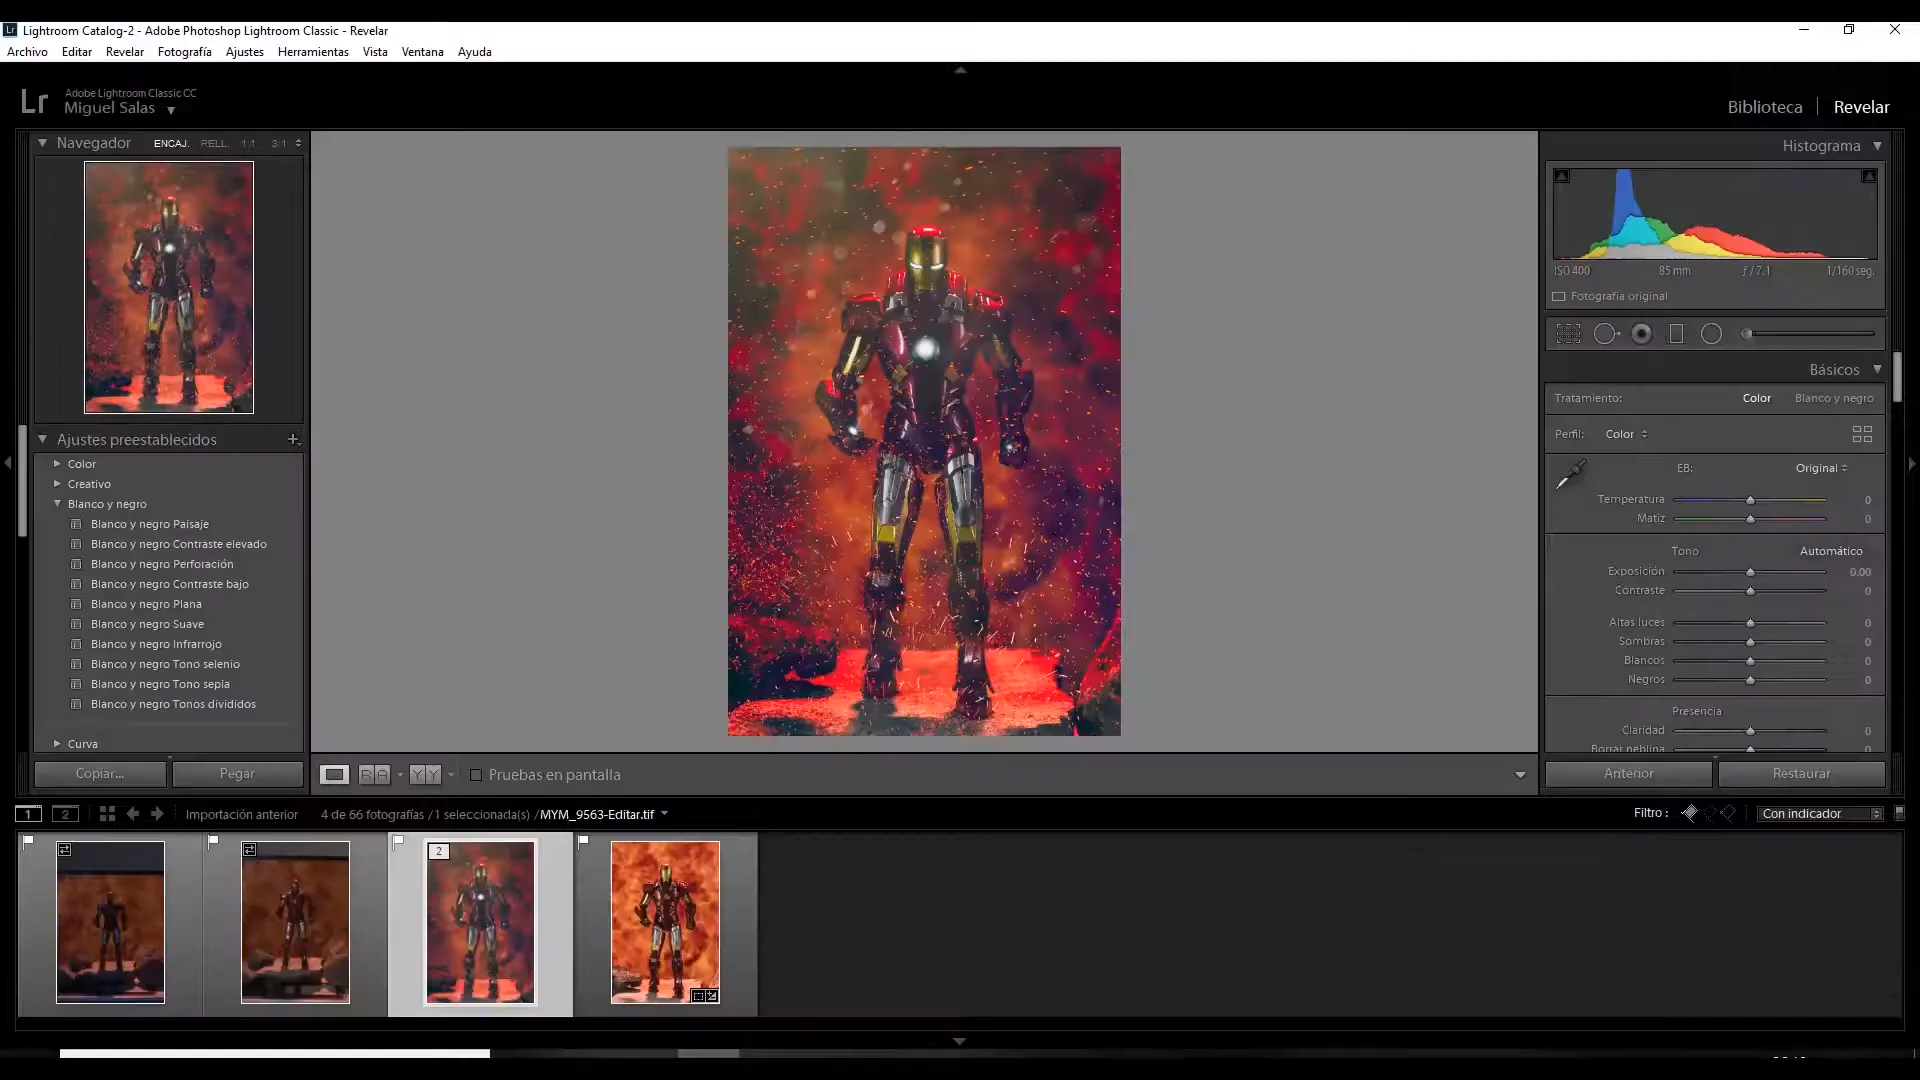 Lr Lightroom Catalog-2 - Adobe Photoshop Lightroom Classic - Revelar
Archivo Editar Revelar Fotografía Ajustes Herramientas Vista Ventana Ayuda
Lr Adobe Lightroom Classic CC
Miguel Salas
Biblioteca Revelar
Navegador ENCAJ. RELL. 1:1 3:1
Ajustes preestablecidos
Color
Creativo
Blanco y negro
Blanco y negro Paisaje
Blanco y negro Contraste elevado
Blanco y negro Perforación
Blanco y negro Contraste bajo
Blanco y negro Plana
Blanco y negro Suave
Blanco y negro Infrarrojo
Blanco y negro Tono selenio
Blanco y negro Tono sepia
Blanco y negro Tonos divididos
Curva
Copiar... Pegar
RA YY Pruebas en pantalla
Histograma
ISO 400 85 mm ƒ / 7.1 1/160 seg.
Fotografía original
Básicos
Tratamiento: Color Blanco y negro
Perfil: Color
EB: Original
Temperatura 0
Matiz 0
Tono Automático
Exposición 0.00
Contraste 0
Altas luces 0
Sombras 0
Blancos 0
Negros 0
Presencia
Claridad 0
Borrar neblina 0
Anterior Restaurar
1 2 Importación anterior 4 de 66 fotografías /1 seleccionada(s) /MYM_9563-Editar.tif
Filtro : Con indicador
2